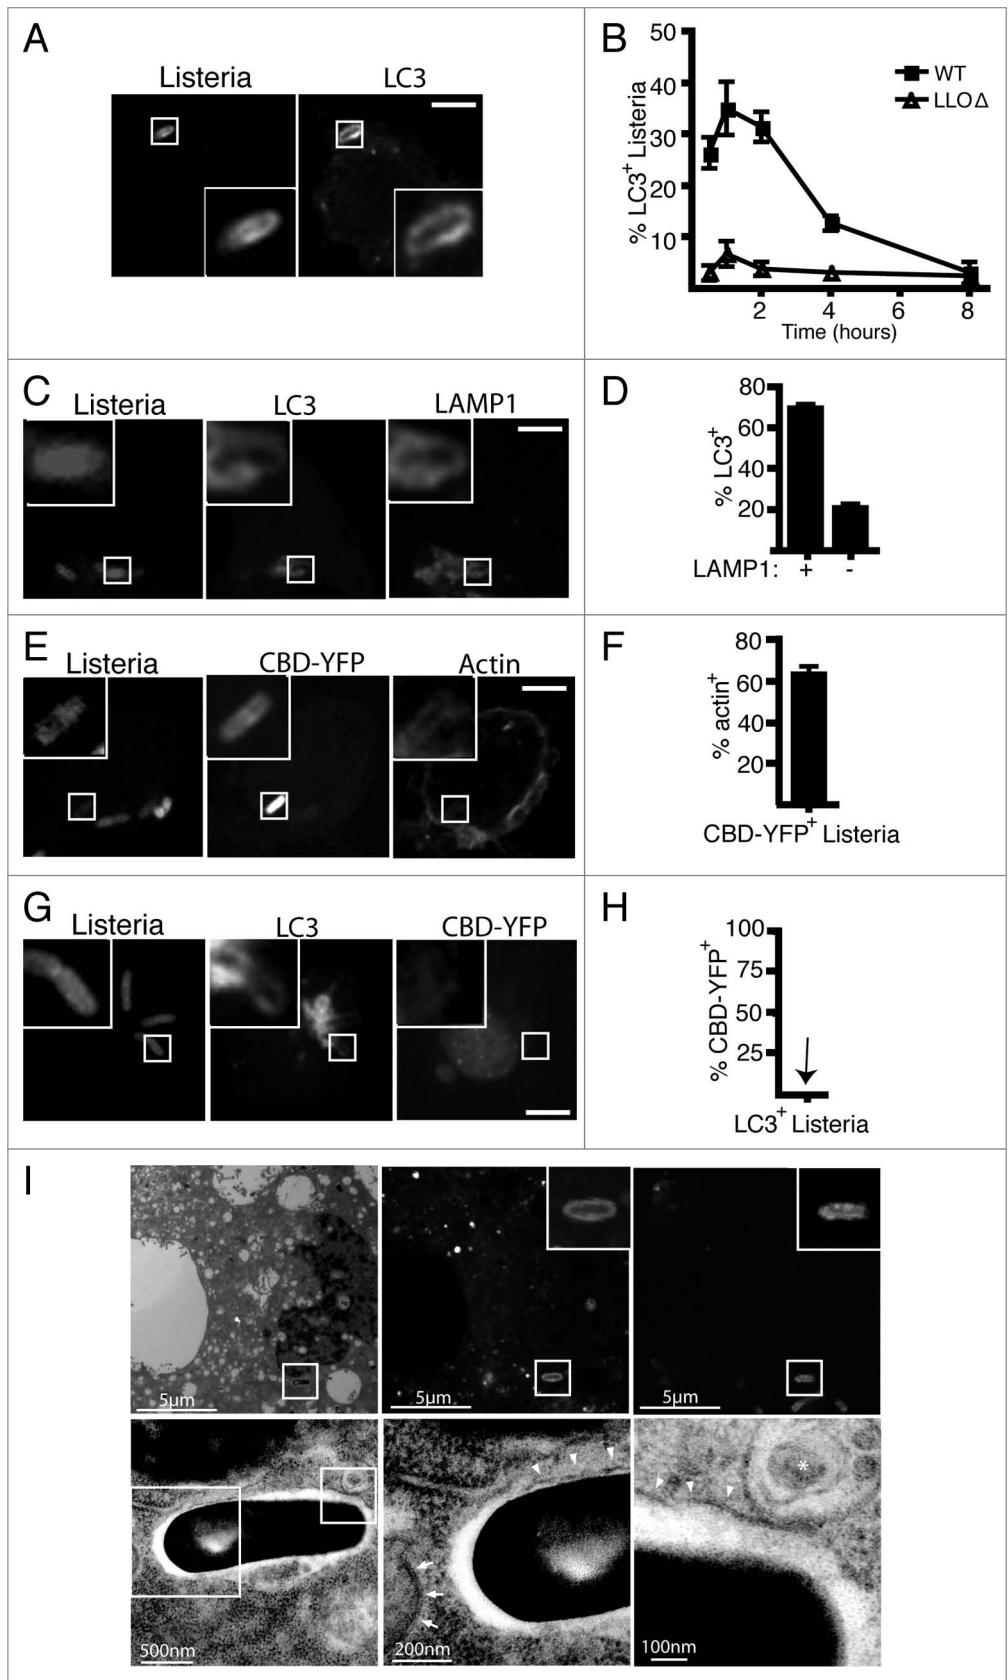 A
Listeria
LC3
B
50
40
30
20
10
% LC3+ Listeria
WT
LLOΔ
2
4
6
8
Time (hours)
C
Listeria
LC3
LAMP1
D
80
60
40
20
% LC3+
LAMP1: + -
E
Listeria
CBD-YFP
Actin
F
80
60
40
20
% actin+
CBD-YFP+ Listeria
G
Listeria
LC3
CBD-YFP
H
100
75
50
25
% CBD-YFP+
LC3+ Listeria
I
5μm
5μm
5μm
*
500nm
200nm
100nm